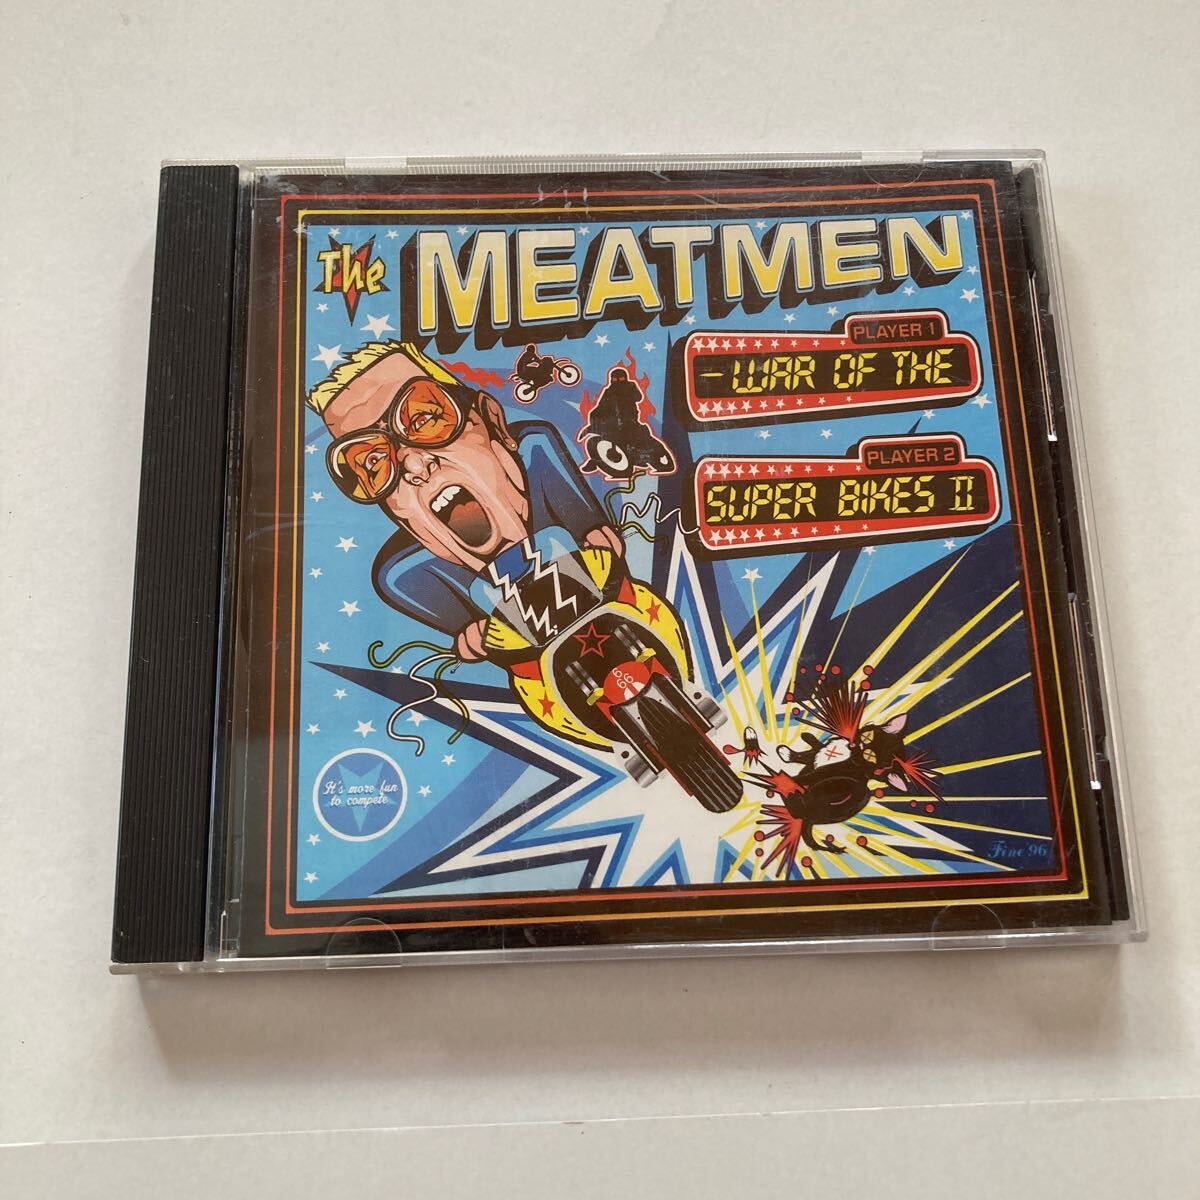 The
MEATMEN
PLAYER 1
-WAR OF THE
PLAYER 2
SUPER BIKES II
666
It's more fun
to compete
Fine 96